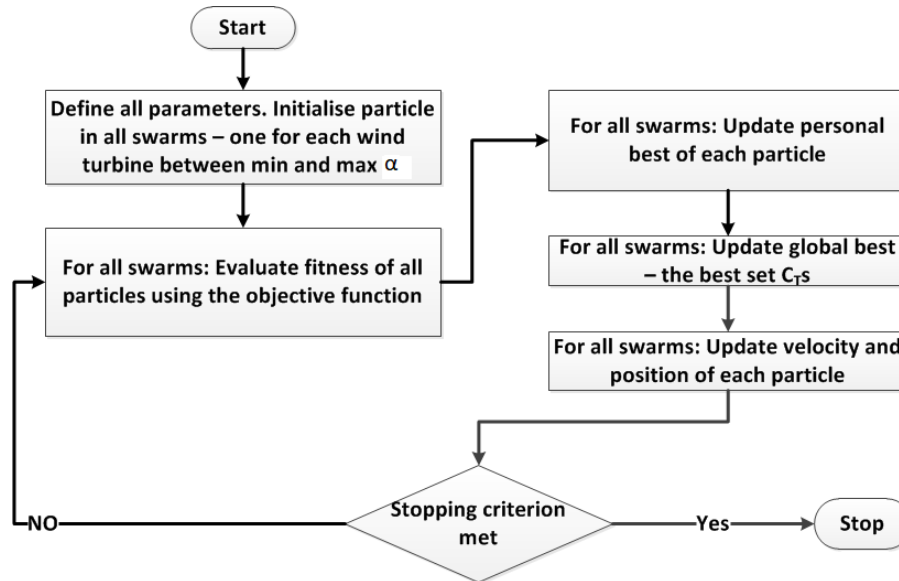 Start
Define all parameters. Initialise particle
in all swarms – one for each wind
turbine between min and max α
For all swarms: Evaluate fitness of all
particles using the objective function
For all swarms: Update personal
best of each particle
For all swarms: Update global best
– the best set C_Ts
For all swarms: Update velocity and
position of each particle
Stopping criterion
met
NO
Yes
Stop